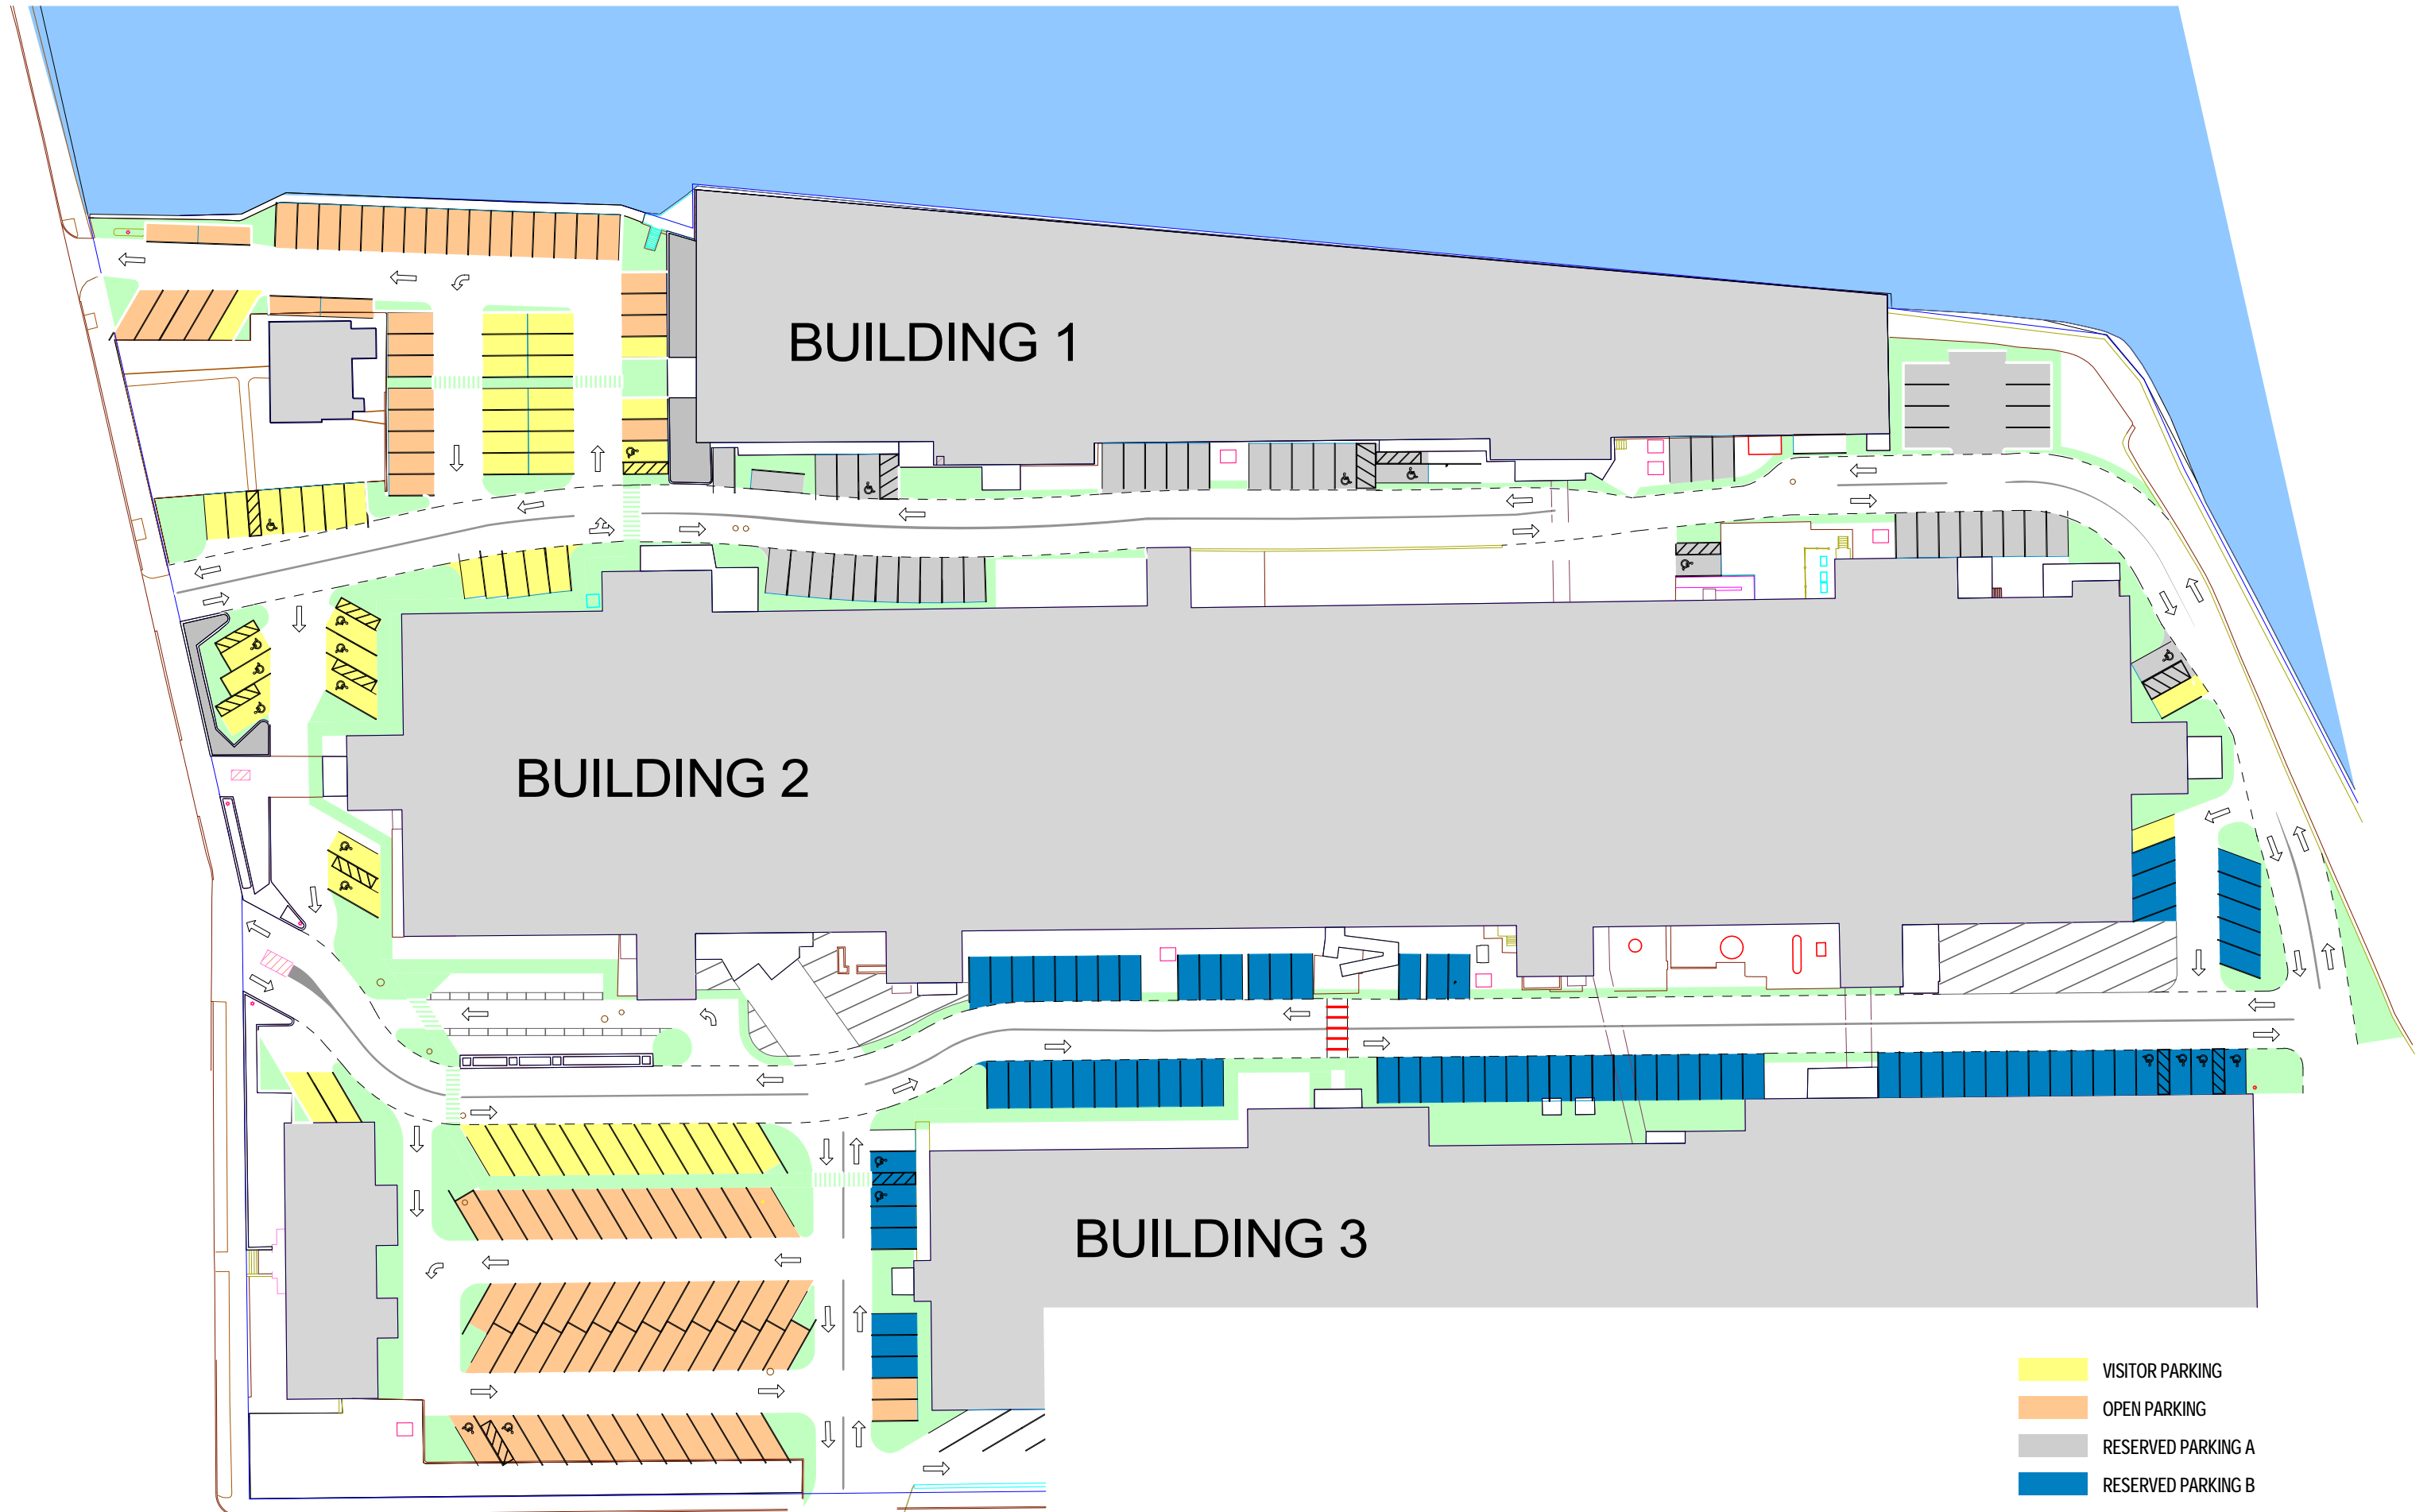 BUILDING 1
BUILDING 2
BUILDING 3
VISITOR PARKING
OPEN PARKING
RESERVED PARKING A
RESERVED PARKING B